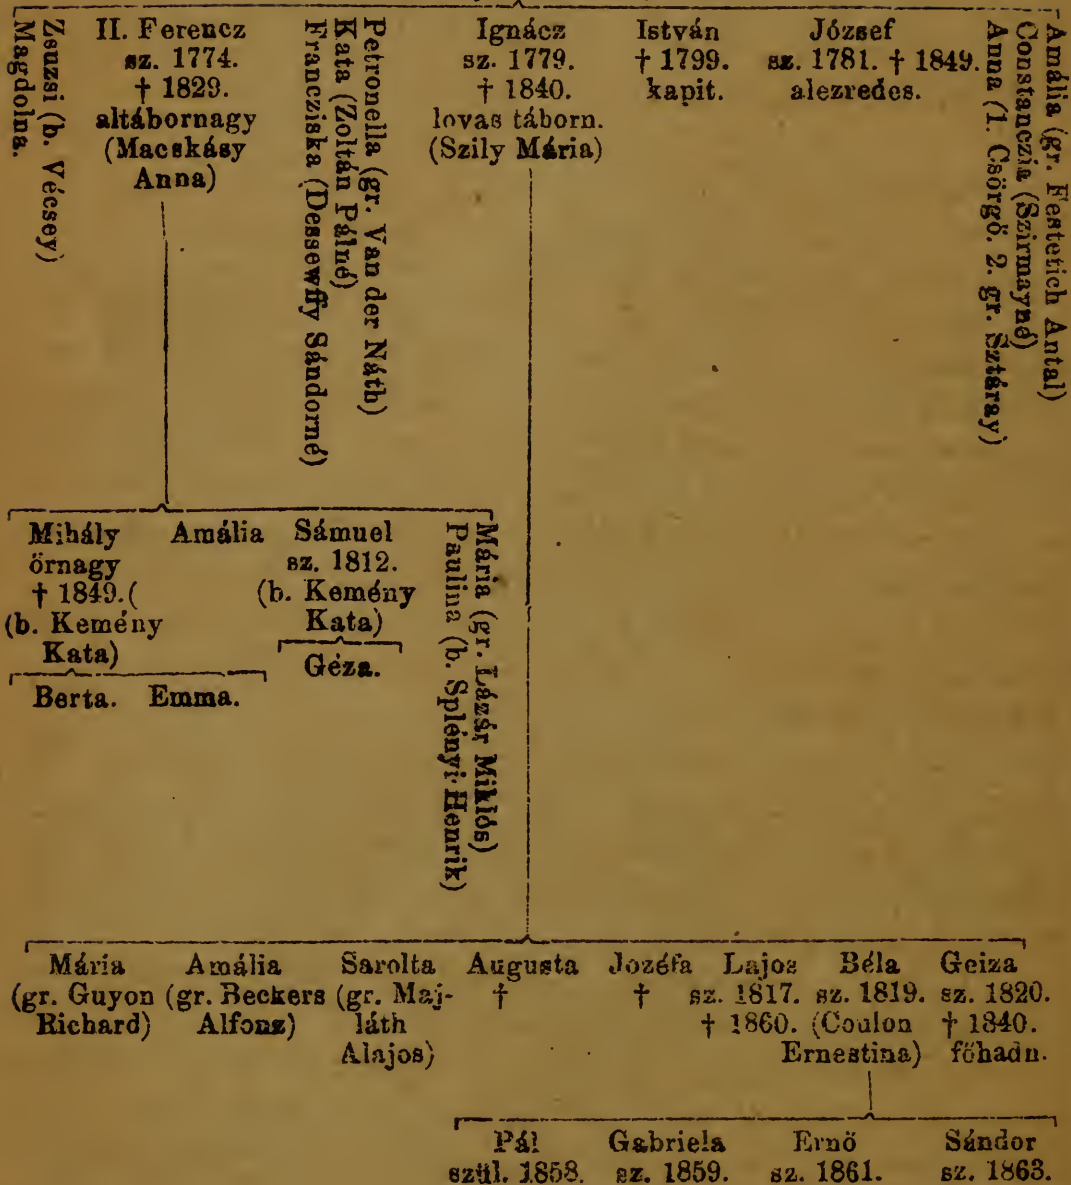 Zsuzsi (b. Vécsey)
Magdolna.
II. Ferencz
sz. 1774.
† 1829.
altábornagy
(Macskásy
Anna)
Petronella (gr. Van der Náth)
Kata (Zoltán Pálné)
Francziska (Dessewffy Sándorné)
Ignácz
sz. 1779.
† 1840.
lovas táborn.
(Szily Mária)
István
† 1799.
kapit.
József
sz. 1781. † 1849.
alezredes.
Amália (gr. Festetich Antal)
Constanczia (Szirmayné)
Anna (1. Csörgő. 2. gr. Sztáray)
Mihály
őrnagy
† 1849.(
(b. Kemény
Kata)
Amália
Sámuel
sz. 1812.
(b. Kemény
Kata)
Mária (gr. Lázár Miklós)
Paulina (b. Splényi Henrik)
Berta. Emma.
Géza.
Mária
(gr. Guyon
Richard)
Amália
(gr. Beckers
Alfonz)
Sarolta
(gr. Maj-
láth
Alajos)
Augusta
†
Jozéfa
†
Lajos
sz. 1817.
† 1860.
Béla
sz. 1819.
(Coulon
Ernestina)
Geiza
sz. 1820.
† 1840.
főhadn.
Pál
szül. 1858.
Gabriela
sz. 1859.
Ernő
sz. 1861.
Sándor
sz. 1863.